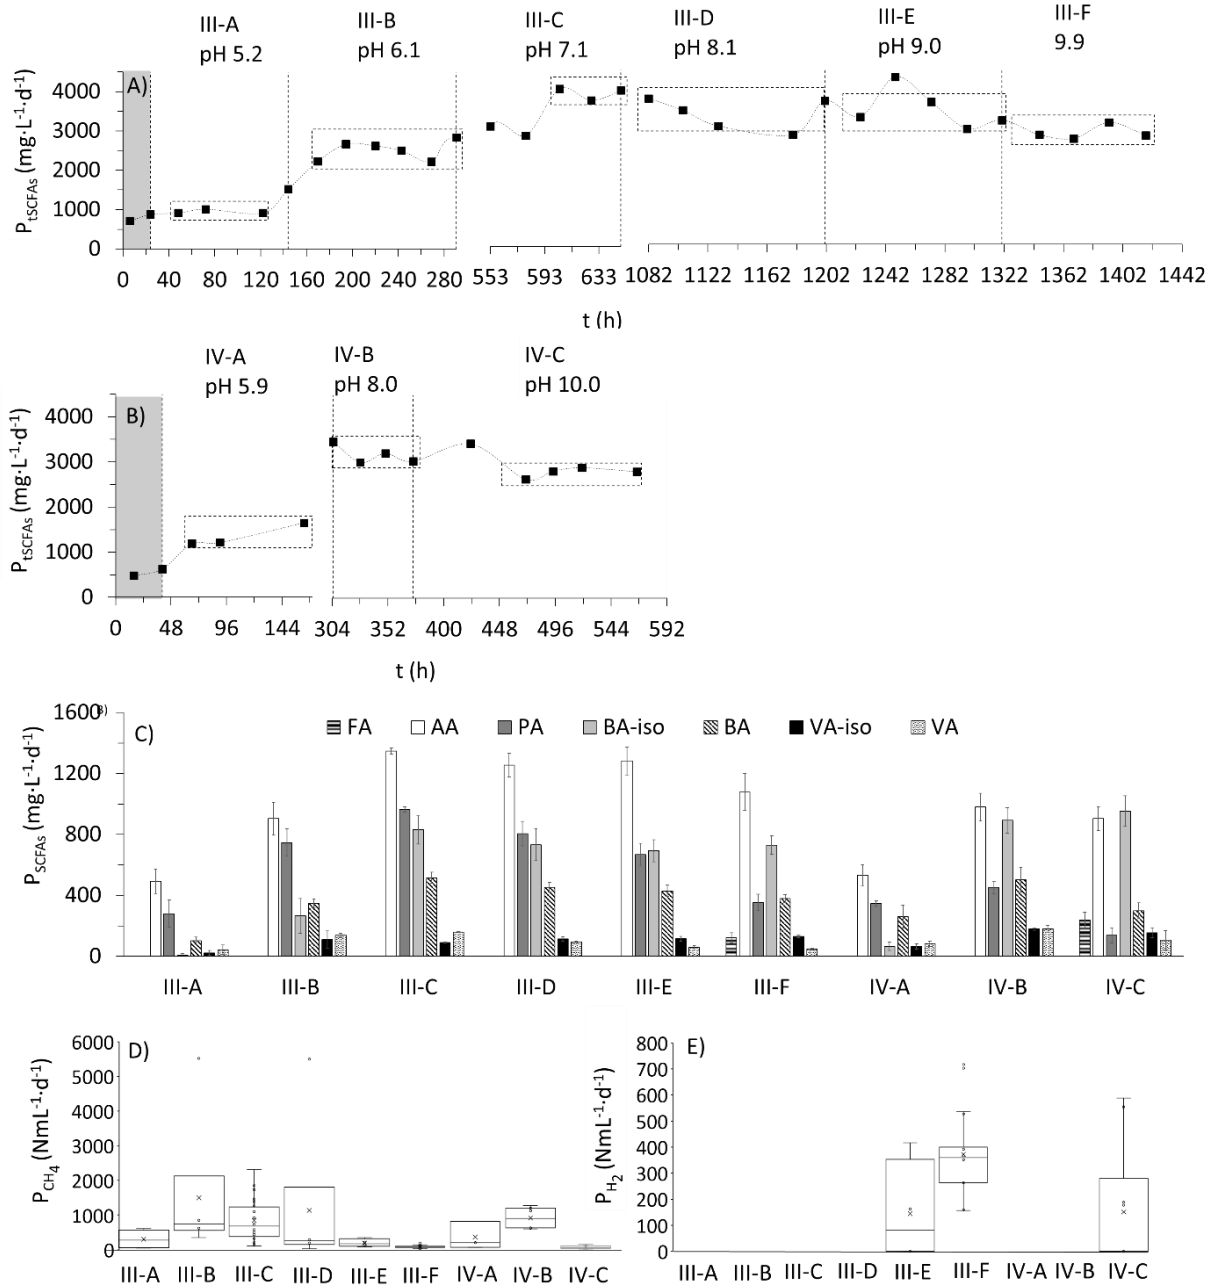 III-A III-B III-C III-D III-E III-F
pH 5.2 pH 6.1 pH 7.1 pH 8.1 pH 9.0 9.9
A)
PtSCFAs (mg·L-1·d-1)
4000
3000
2000
1000
0
0 40 80 120 160 200 240 280 553 593 633 1082 1122 1162 1202 1242 1282 1322 1362 1402 1442
t (h)
IV-A IV-B IV-C
pH 5.9 pH 8.0 pH 10.0
B)
PtSCFAs (mg·L-1·d-1)
4000
3000
2000
1000
0
0 48 96 144 304 352 400 448 496 544 592
t (h)
B)
C)
FA AA PA BA-iso BA VA-iso VA
PSCFAs (mg·L-1·d-1)
1600
1200
800
400
0
III-A III-B III-C III-D III-E III-F IV-A IV-B IV-C
D)
PCH4 (NmL-1·d-1)
6000
5000
4000
3000
2000
1000
0
III-A III-B III-C III-D III-E III-F IV-A IV-B IV-C
E)
PH2 (NmL-1·d-1)
800
700
600
500
400
300
200
100
0
III-A III-B III-C III-D III-E III-F IV-A IV-B IV-C